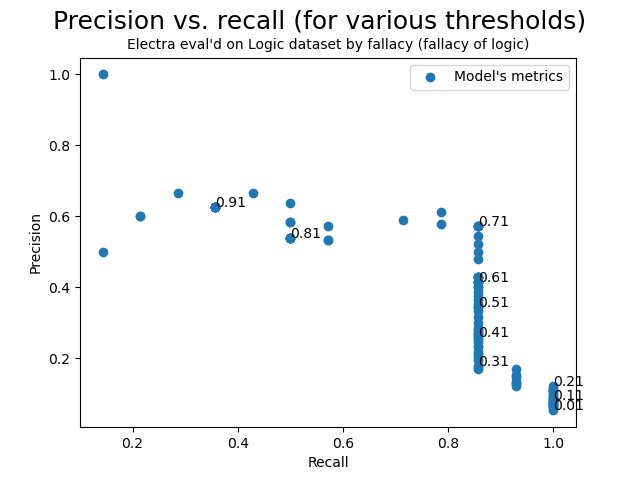 Precision vs. recall (for various thresholds)
Electra eval'd on Logic dataset by fallacy (fallacy of logic)
Model's metrics
1.0
0.8
0.6
0.4
0.2
Precision
0.91
0.81
0.71
0.61
0.51
0.41
0.31
0.21
0.11
0.01
0.2 0.4 0.6 0.8 1.0
Recall